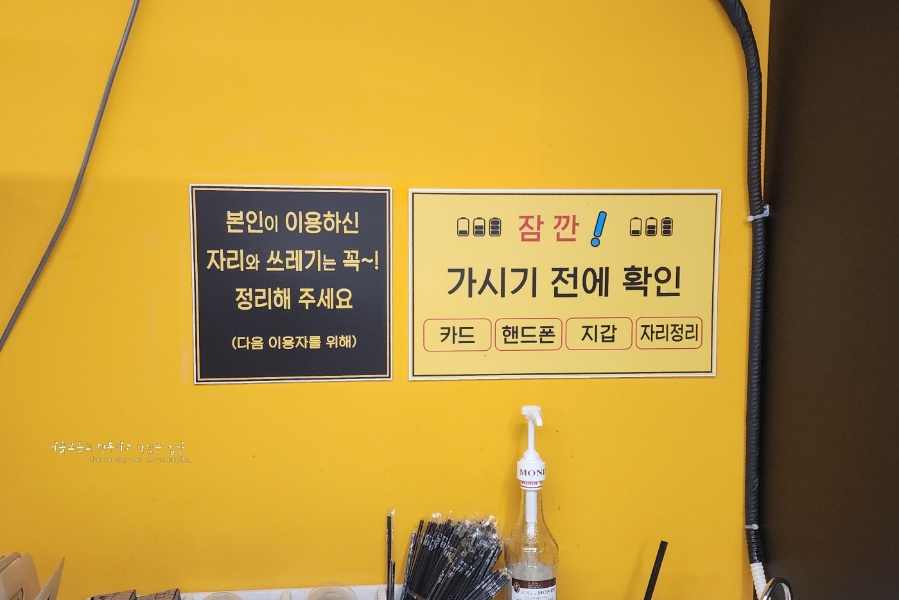 본인이 이용하신
자리와 쓰레기는 꼭~!
정리해 주세요
(다음 이용자를 위해)
잠깐!
가시기 전에 확인
카드 핸드폰 지갑 자리정리